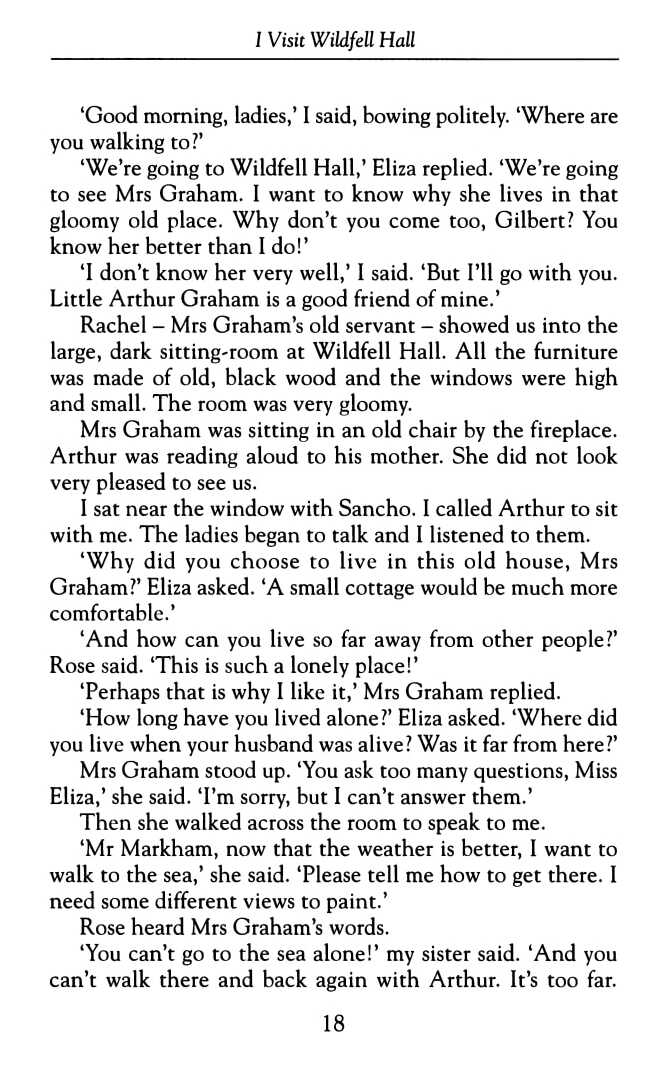 I Visit Wildfell Hall
‘Good morning, ladies,’ I said, bowing politely. ‘Where are
you walking to?’
‘We’re going to Wildfell Hall,’ Eliza replied. ‘We’re going
to see Mrs Graham. I want to know why she lives in that
gloomy old place. Why don’t you come too, Gilbert? You
know her better than I do!’
‘I don’t know her very well,’ I said. ‘But I’ll go with you.
Little Arthur Graham is a good friend of mine.’
Rachel – Mrs Graham’s old servant – showed us into the
large, dark sitting-room at Wildfell Hall. All the furniture
was made of old, black wood and the windows were high
and small. The room was very gloomy.
Mrs Graham was sitting in an old chair by the fireplace.
Arthur was reading aloud to his mother. She did not look
very pleased to see us.
I sat near the window with Sancho. I called Arthur to sit
with me. The ladies began to talk and I listened to them.
‘Why did you choose to live in this old house, Mrs
Graham?’ Eliza asked. ‘A small cottage would be much more
comfortable.’
‘And how can you live so far away from other people?’
Rose said. ‘This is such a lonely place!’
‘Perhaps that is why I like it,’ Mrs Graham replied.
‘How long have you lived alone?’ Eliza asked. ‘Where did
you live when your husband was alive? Was it far from here?’
Mrs Graham stood up. ‘You ask too many questions, Miss
Eliza,’ she said. ‘I’m sorry, but I can’t answer them.’
Then she walked across the room to speak to me.
‘Mr Markham, now that the weather is better, I want to
walk to the sea,’ she said. ‘Please tell me how to get there. I
need some different views to paint.’
Rose heard Mrs Graham’s words.
‘You can’t go to the sea alone!’ my sister said. ‘And you
can’t walk there and back again with Arthur. It’s too far.
18